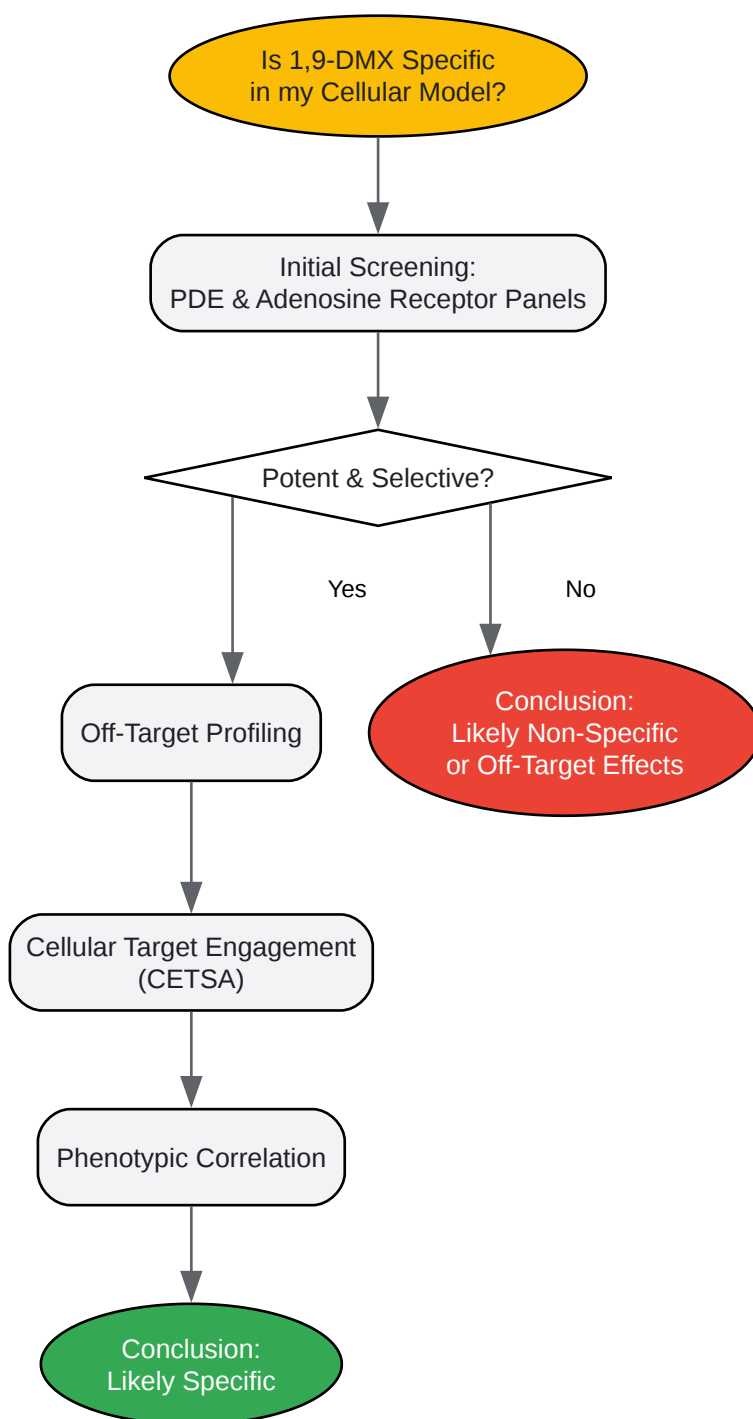 Is 1,9-DMX Specific
in my Cellular Model?
Initial Screening:
PDE & Adenosine Receptor Panels
Potent & Selective?
Yes
No
Off-Target Profiling
Conclusion:
Likely Non-Specific
or Off-Target Effects
Cellular Target Engagement
(CETSA)
Phenotypic Correlation
Conclusion:
Likely Specific